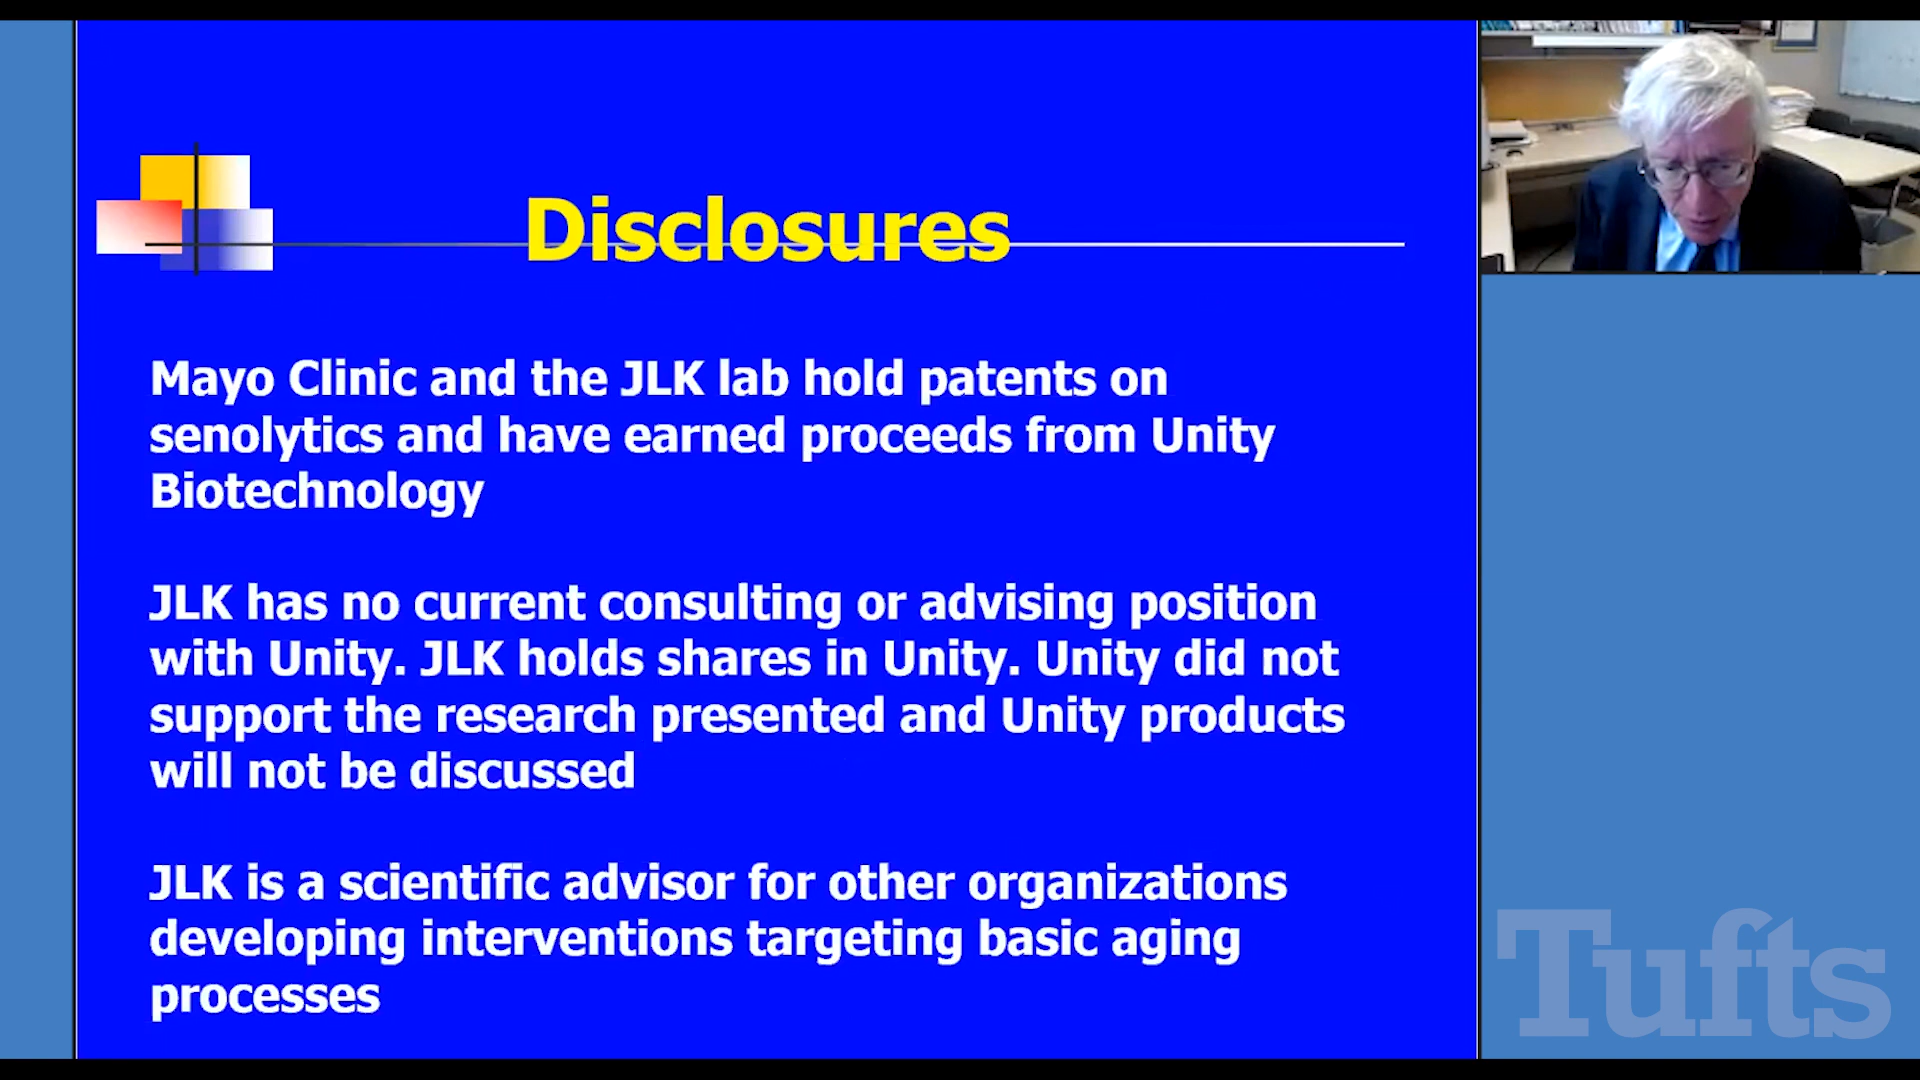 Disclosures
Mayo Clinic and the JLK lab hold patents on
senolytics and have earned proceeds from Unity
Biotechnology
JLK has no current consulting or advising position
with Unity. JLK holds shares in Unity. Unity did not
support the research presented and Unity products
will not be discussed
JLK is a scientific advisor for other organizations
developing interventions targeting basic aging
processes
Tufts